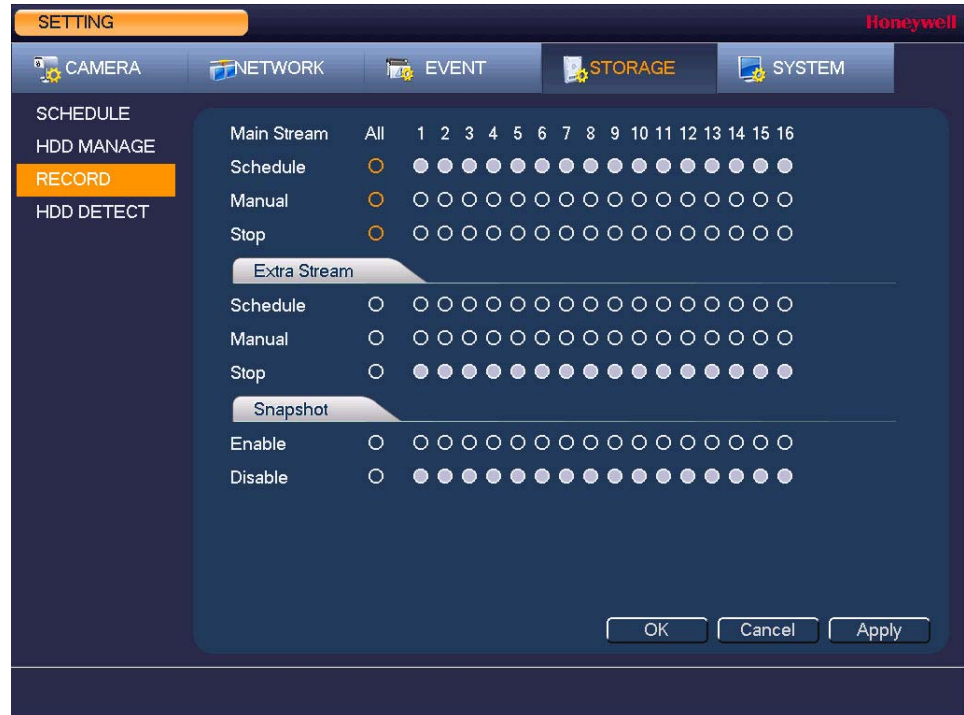 SETTING Honeywell
CAMERA NETWORK EVENT STORAGE SYSTEM
SCHEDULE
HDD MANAGE
RECORD
HDD DETECT
Main Stream All 1 2 3 4 5 6 7 8 9 10 11 12 13 14 15 16
Schedule
Manual
Stop
Extra Stream
Schedule
Manual
Stop
Snapshot
Enable
Disable
OK Cancel Apply